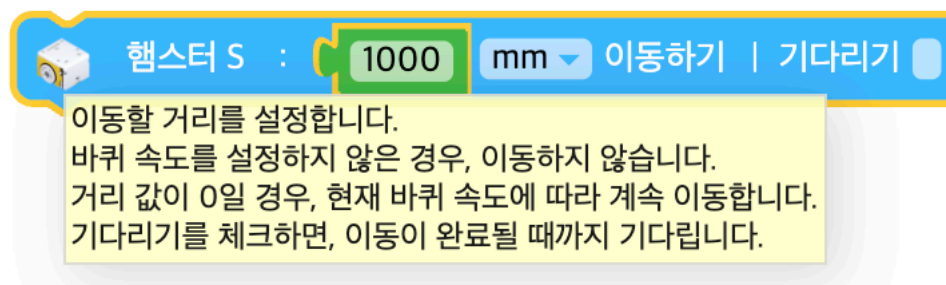 햄스터 S : 1000 mm 이동하기 | 기다리기
이동할 거리를 설정합니다.
바퀴 속도를 설정하지 않은 경우, 이동하지 않습니다.
거리 값이 0일 경우, 현재 바퀴 속도에 따라 계속 이동합니다.
기다리기를 체크하면, 이동이 완료될 때까지 기다립니다.